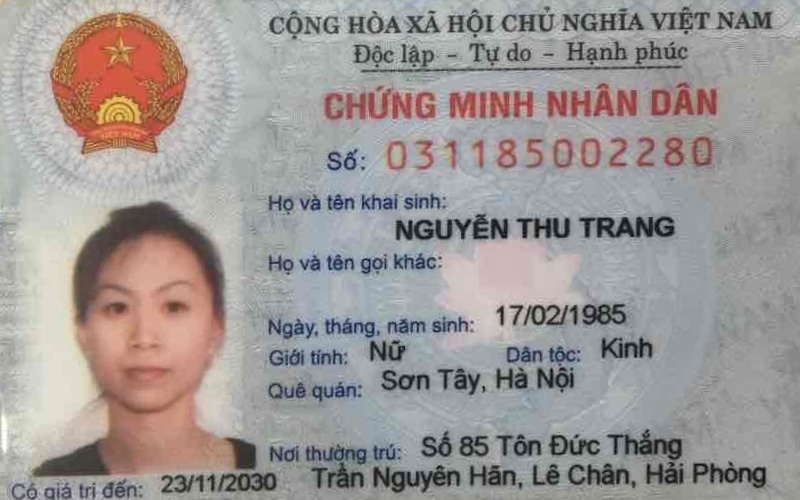 CỘNG HÒA XÃ HỘI CHỦ NGHĨA VIỆT NAM
Độc lập - Tự do - Hạnh phúc
CHỨNG MINH NHÂN DÂN
Số: 031185002280
Họ và tên khai sinh:
NGUYỄN THU TRANG
Họ và tên gọi khác:
Ngày, tháng, năm sinh: 17/02/1985
Giới tính: Nữ Dân tộc: Kinh
Quê quán: Sơn Tây, Hà Nội
Nơi thường trú: Số 85 Tôn Đức Thắng
Trần Nguyên Hãn, Lê Chân, Hải Phòng
Có giá trị đến: 23/11/2030
VIỆT NAM